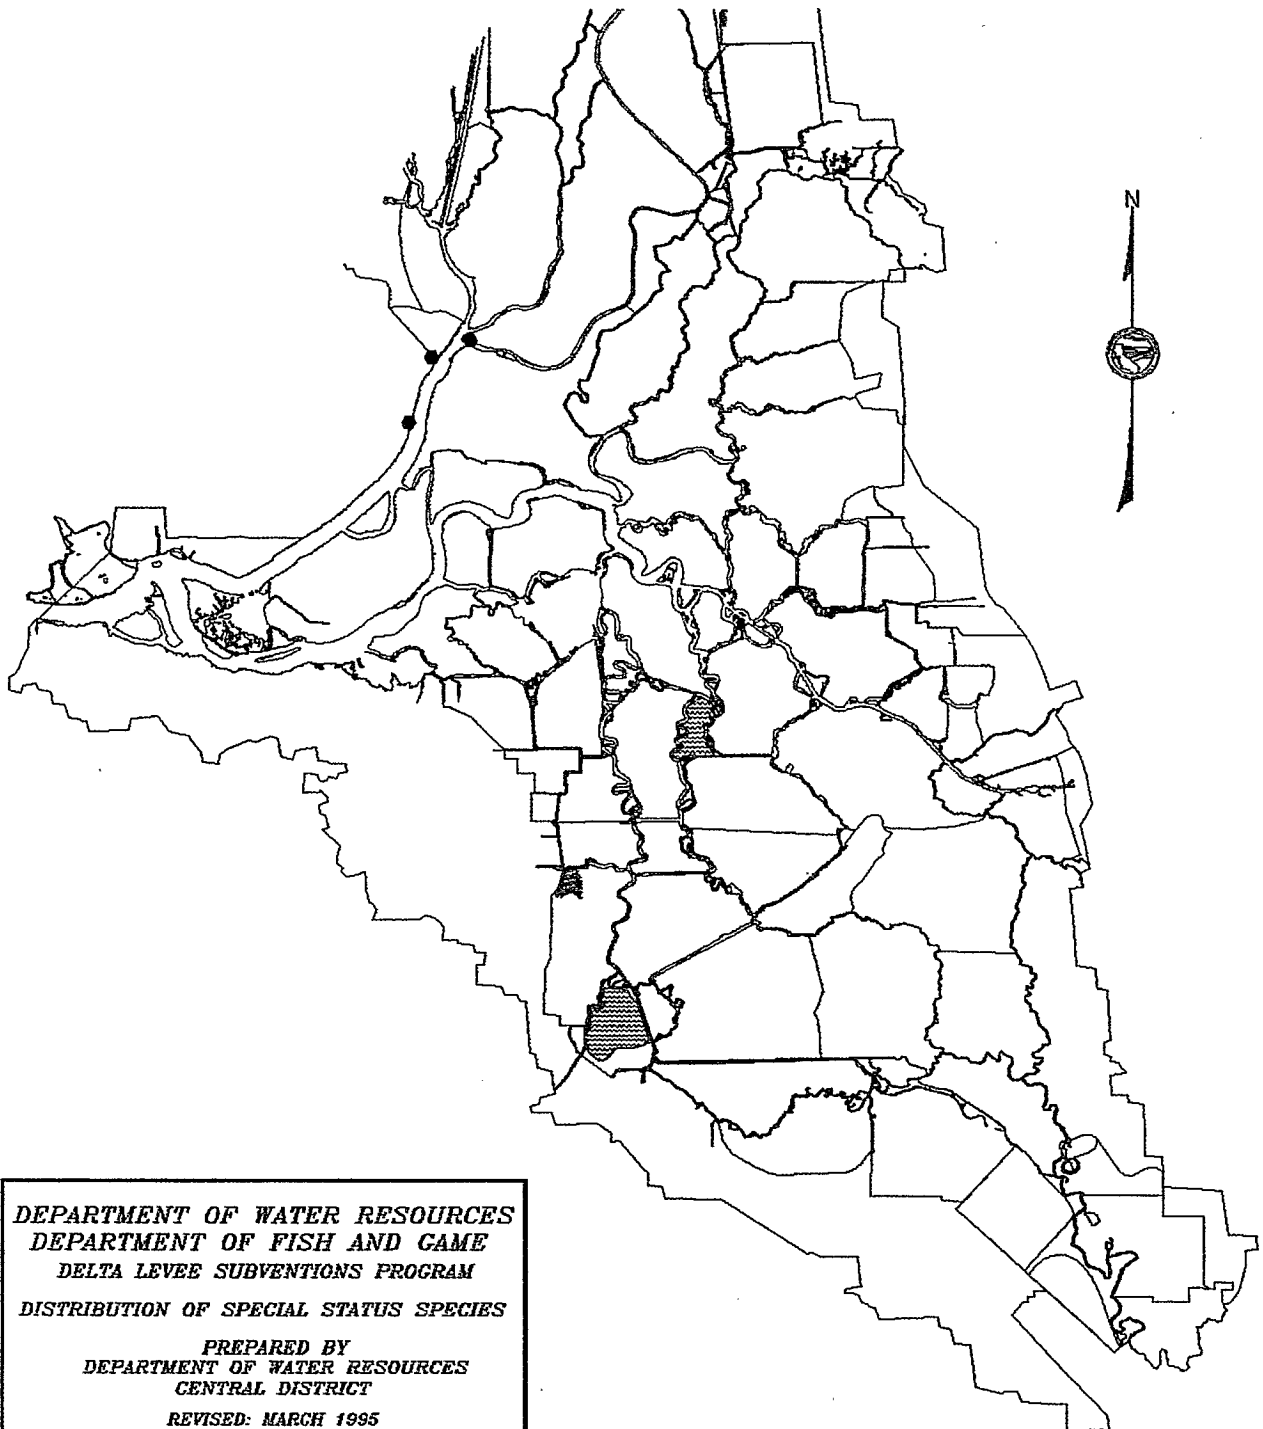 N
DEPARTMENT OF WATER RESOURCES
DEPARTMENT OF FISH AND GAME
DELTA LEVEE SUBVENTIONS PROGRAM
DISTRIBUTION OF SPECIAL STATUS SPECIES
PREPARED BY
DEPARTMENT OF WATER RESOURCES
CENTRAL DISTRICT
REVISED: MARCH 1995